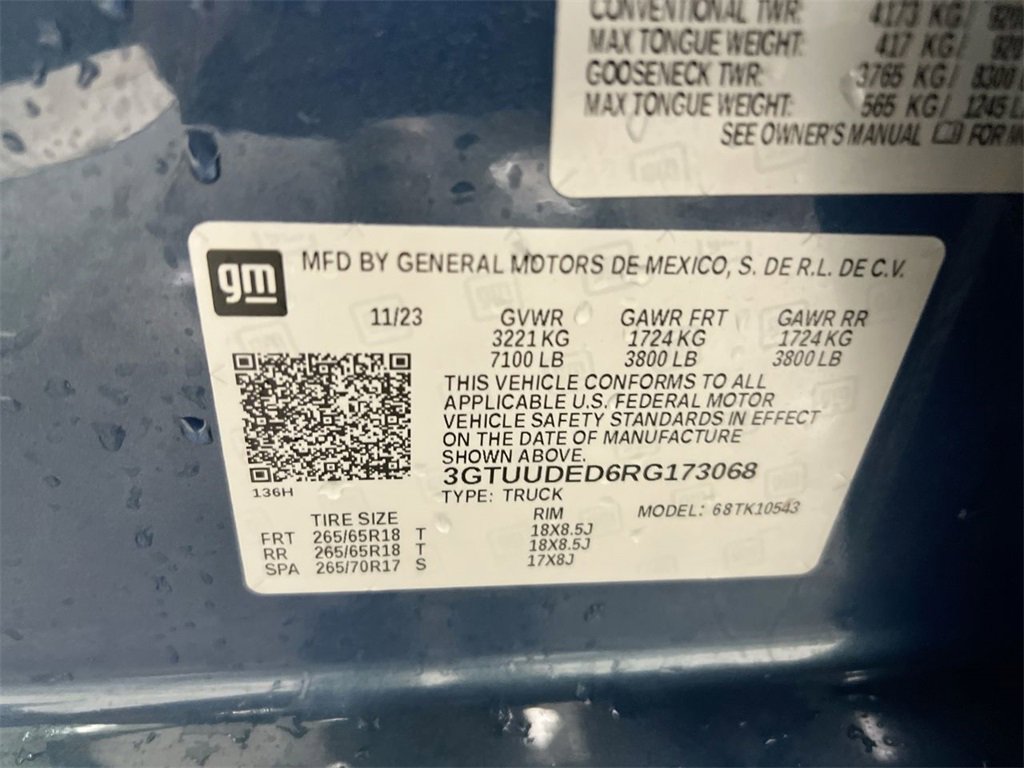 CONVENTIONAL TWR: 4173 KG/
MAX TONGUE WEIGHT: 417 KG/
GOOSENECK TWR: 3765 KG/ 8300
MAX TONGUE WEIGHT: 565 KG/ 1245
SEE OWNER'S MANUAL FOR
gm
MFD BY GENERAL MOTORS DE MEXICO, S. DE R.L. DE C.V.
11/23 GVWR GAWR FRT GAWR RR
3221 KG 1724 KG 1724 KG
7100 LB 3800 LB 3800 LB
THIS VEHICLE CONFORMS TO ALL
APPLICABLE U.S. FEDERAL MOTOR
VEHICLE SAFETY STANDARDS IN EFFECT
ON THE DATE OF MANUFACTURE
SHOWN ABOVE.
3GTUUDED6RG173068
136H
TYPE: TRUCK
TIRE SIZE RIM MODEL: 68TK10543
FRT 265/65R18 T 18X8.5J
RR 265/65R18 T 18X8.5J
SPA 265/70R17 S 17X8J